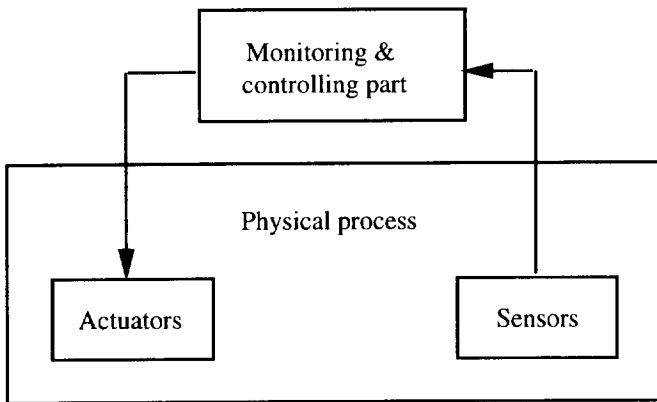 Monitoring &
controlling part
Physical process
Actuators
Sensors